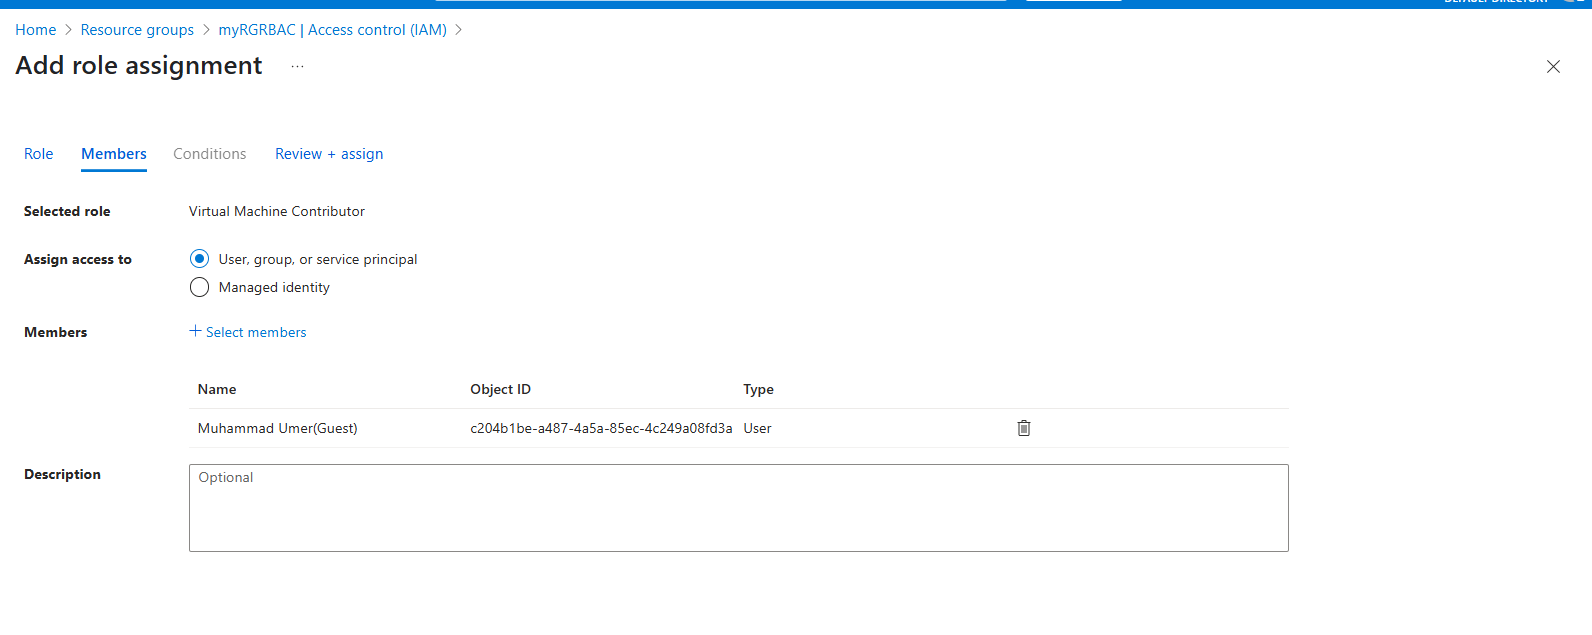 DEFAULT DIRECTORY
Home > Resource groups > myRGRBAC | Access control (IAM) >
Add role assignment ...
Role Members Conditions Review + assign
Selected role Virtual Machine Contributor
Assign access to User, group, or service principal
Managed identity
Members + Select members
Name Object ID Type
Muhammad Umer(Guest) c204b1be-a487-4a5a-85ec-4c249a08fd3a User
Description Optional